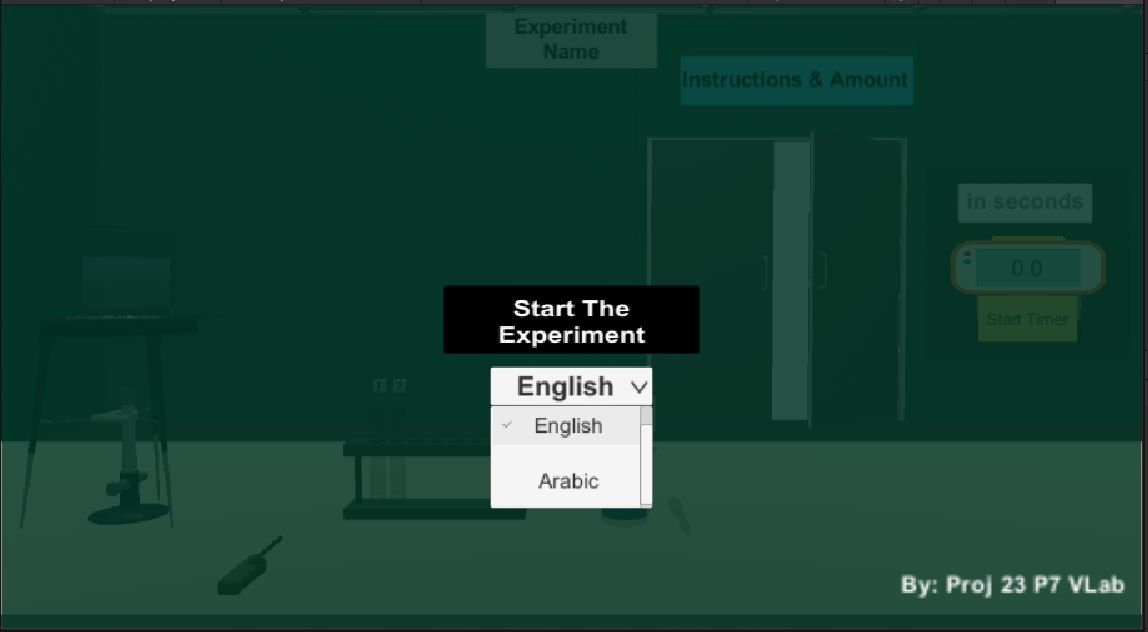 Experiment
Name
Instructions & Amount
in seconds
0.0
Start Timer
Start The
Experiment
English
English
Arabic
By: Proj 23 P7 VLab